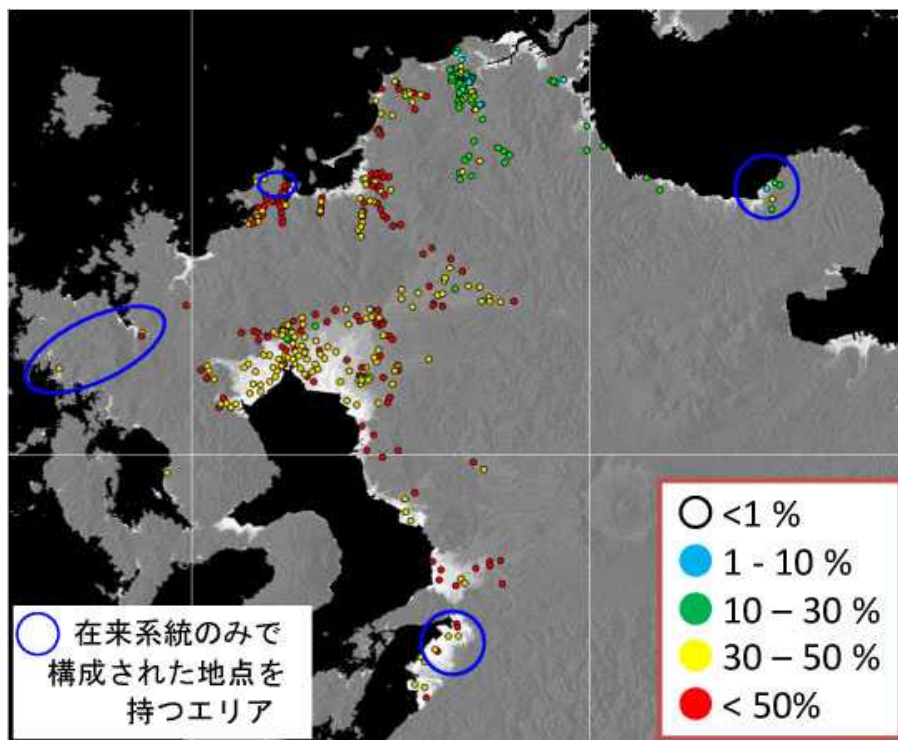 在来系統のみで
構成された地点を
持つエリア
<1 %
1 - 10 %
10 – 30 %
30 – 50 %
< 50%